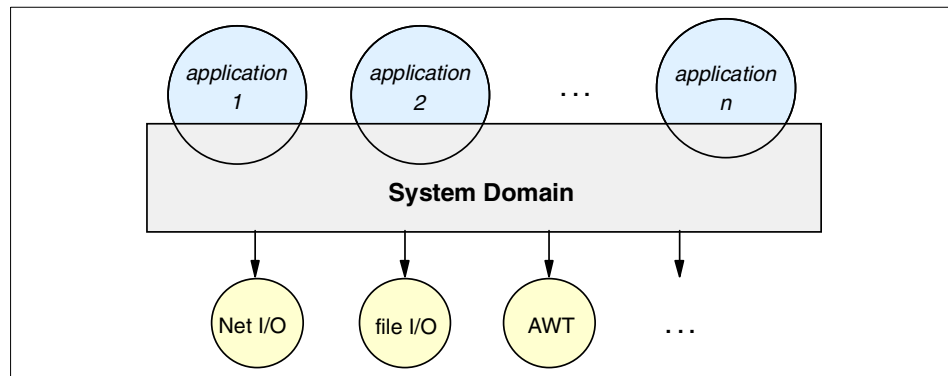 application
1
application
2
...
application
n
System Domain
Net I/O
file I/O
AWT
...